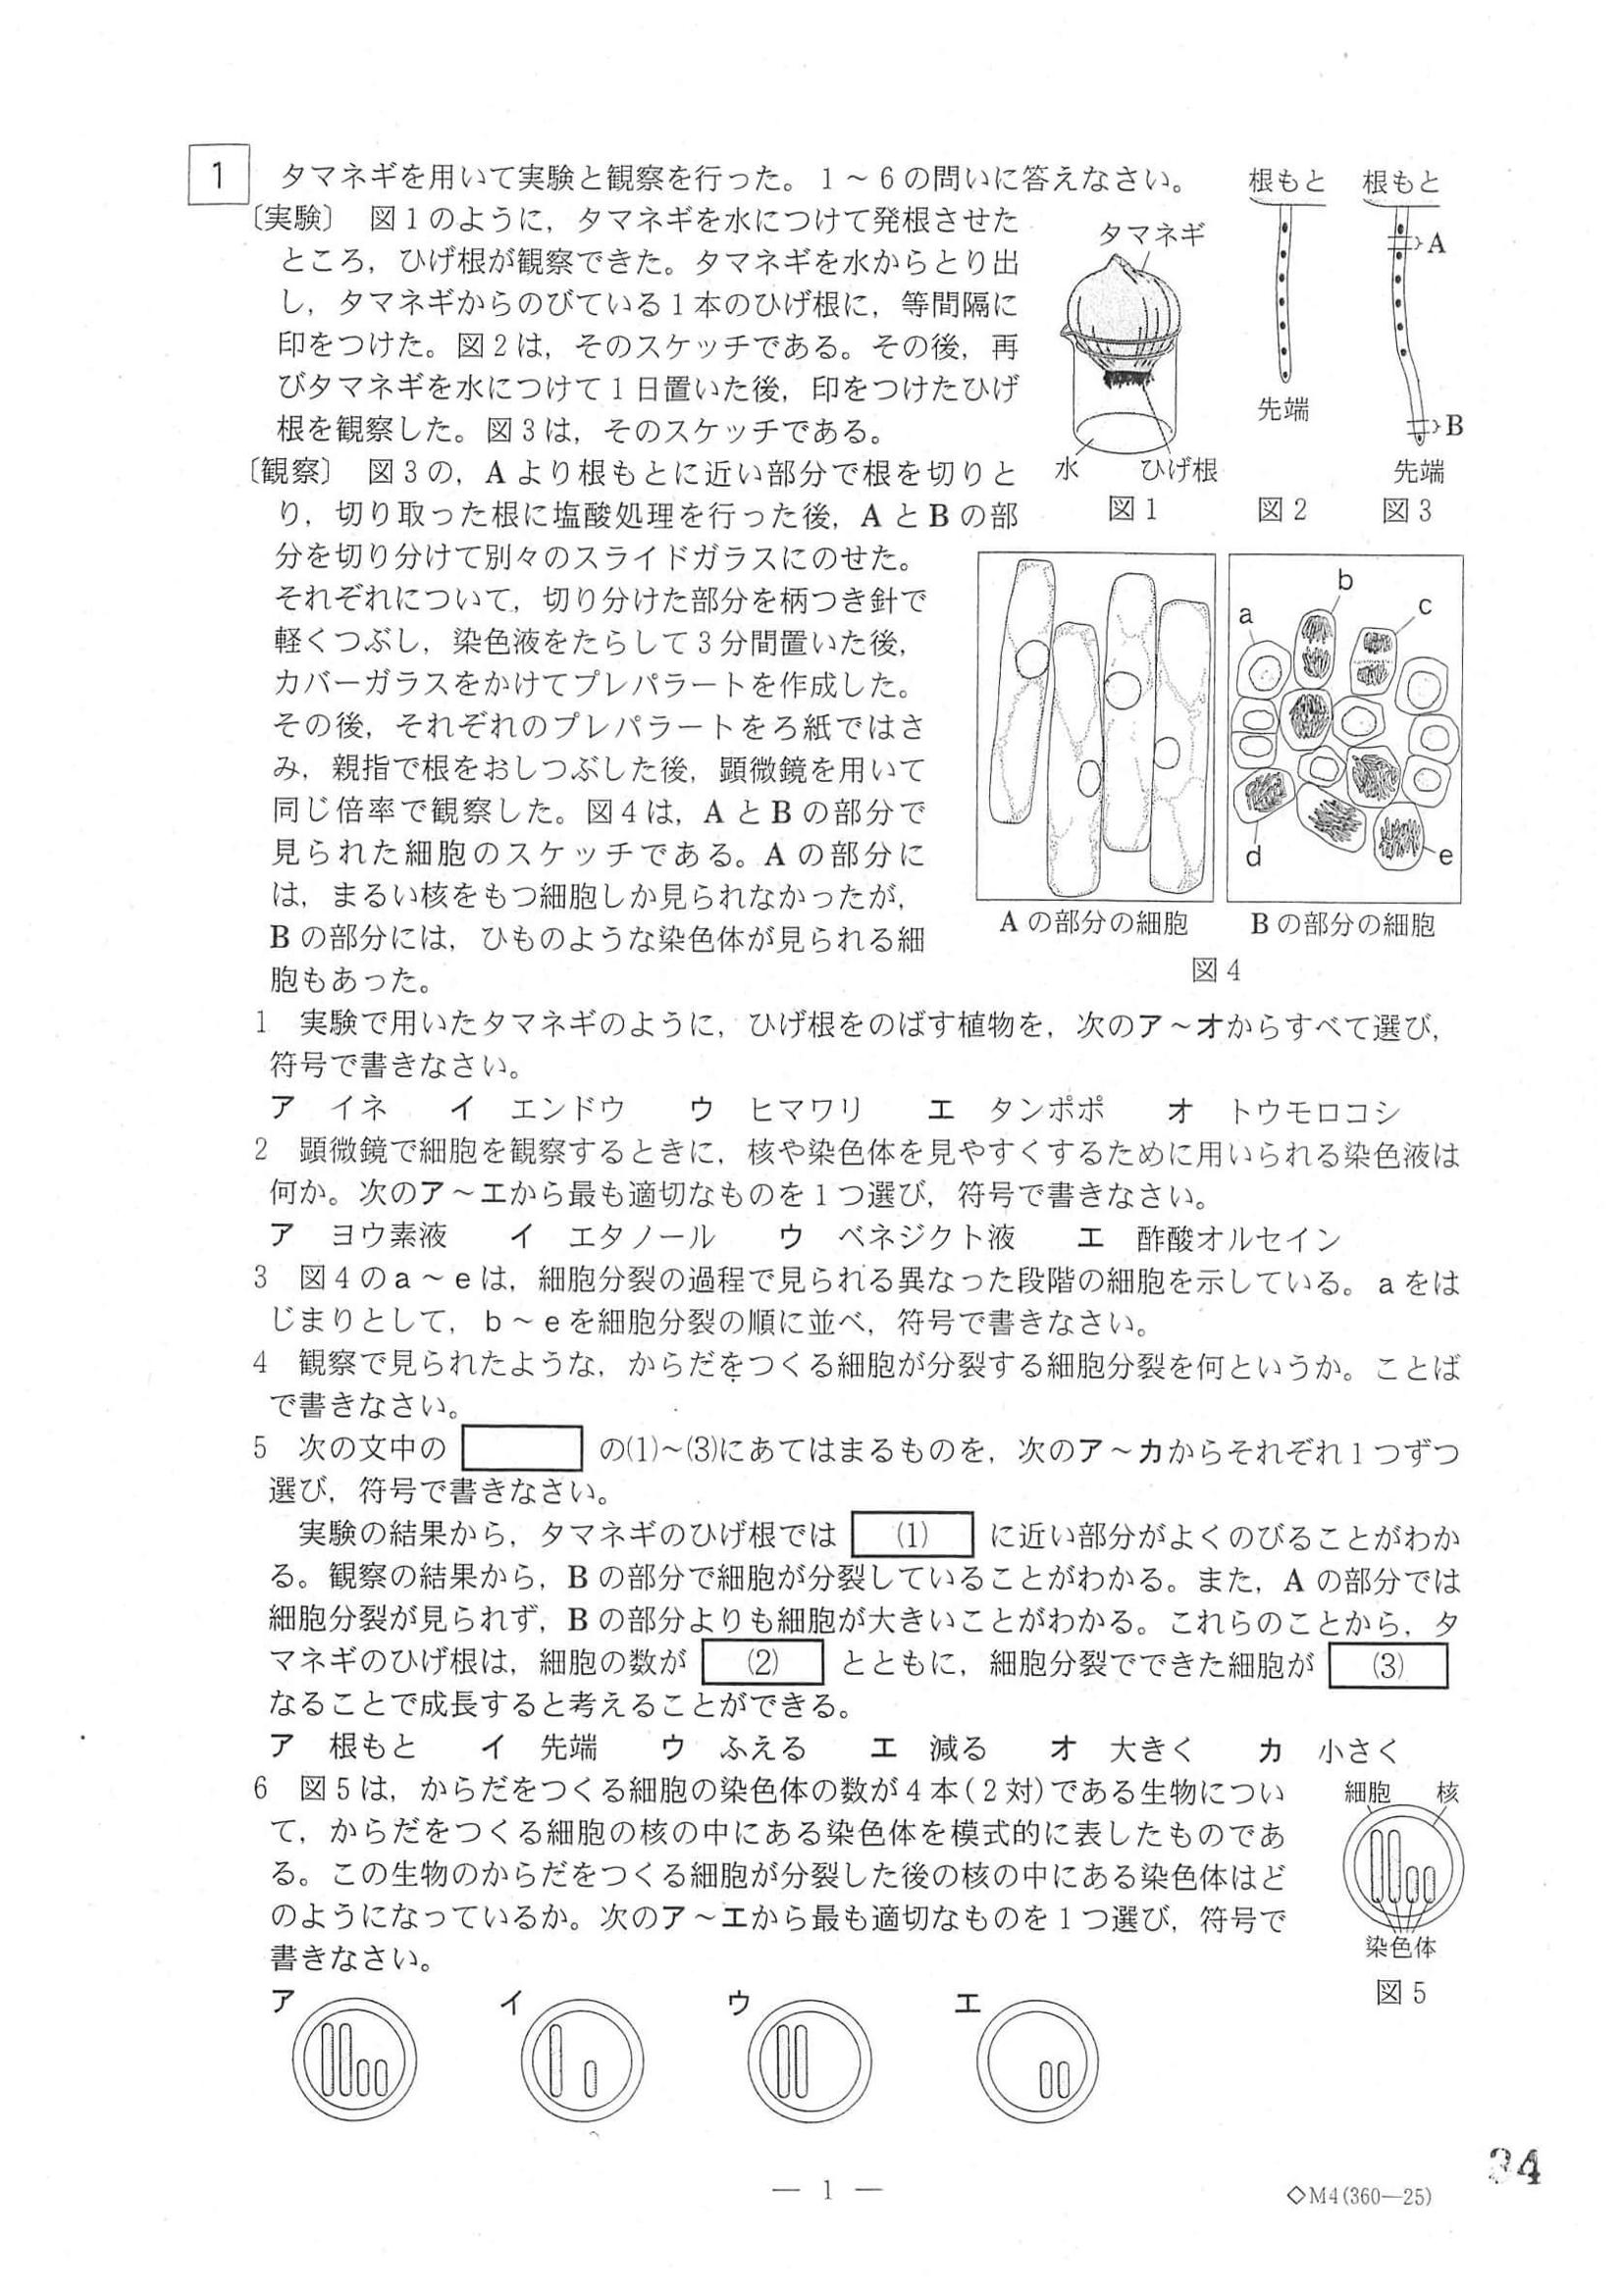 1 タマネギを用いて実験と観察を行った。1～6の問いに答えなさい。
〔実験〕 図1のように，タマネギを水につけて発根させた
ところ，ひげ根が観察できた。タマネギを水からとり出
し，タマネギからのびている1本のひげ根に，等間隔に
印をつけた。図2は，そのスケッチである。その後，再
びタマネギを水につけて1日置いた後，印をつけたひげ
根を観察した。図3は，そのスケッチである。
タマネギ
水
ひげ根
図1
根もと
先端
図2
根もと
A
B
先端
図3
〔観察〕 図3の，Aより根もとに近い部分で根を切りと
り，切り取った根に塩酸処理を行った後，AとBの部
分を切り分けて別々のスライドガラスにのせた。
それぞれについて，切り分けた部分を柄つき針で
軽くつぶし，染色液をたらして3分間置いた後，
カバーガラスをかけてプレパラートを作成した。
その後，それぞれのプレパラートをろ紙ではさ
み，親指で根をおしつぶした後，顕微鏡を用いて
同じ倍率で観察した。図4は，AとBの部分で
見られた細胞のスケッチである。Aの部分に
は，まるい核をもつ細胞しか見られなかったが，
Bの部分には，ひものような染色体が見られる細
胞もあった。
a
b
c
d
e
Aの部分の細胞
Bの部分の細胞
図4
1 実験で用いたタマネギのように，ひげ根をのばす植物を，次のア～オからすべて選び，
符号で書きなさい。
ア イネ イ エンドウ ウ ヒマワリ エ タンポポ オ トウモロコシ
2 顕微鏡で細胞を観察するときに，核や染色体を見やすくするために用いられる染色液は
何か。次のア～エから最も適切なものを1つ選び，符号で書きなさい。
ア ヨウ素液 イ エタノール ウ ベネジクト液 エ 酢酸オルセイン
3 図4のa～eは，細胞分裂の過程で見られる異なった段階の細胞を示している。aをは
じまりとして，b～eを細胞分裂の順に並べ，符号で書きなさい。
4 観察で見られたような，からだをつくる細胞が分裂する細胞分裂を何というか。ことば
で書きなさい。
5 次の文中の の(1)～(3)にあてはまるものを，次のア～カからそれぞれ1つずつ
選び，符号で書きなさい。
実験の結果から，タマネギのひげ根では (1) に近い部分がよくのびることがわか
る。観察の結果から，Bの部分で細胞が分裂していることがわかる。また，Aの部分では
細胞分裂が見られず，Bの部分よりも細胞が大きいことがわかる。これらのことから，タ
マネギのひげ根は，細胞の数が (2) とともに，細胞分裂でできた細胞が (3)
なることで成長すると考えることができる。
ア 根もと イ 先端 ウ ふえる エ 減る オ 大きく カ 小さく
6 図5は，からだをつくる細胞の染色体の数が4本（2対）である生物につい
て，からだをつくる細胞の核の中にある染色体を模式的に表したものであ
る。この生物のからだをつくる細胞が分裂した後の核の中にある染色体はど
のようになっているか。次のア～エから最も適切なものを1つ選び，符号で
書きなさい。
細胞
核
染色体
図5
ア イ ウ エ
— 1 —
◇M4(360—25)
34